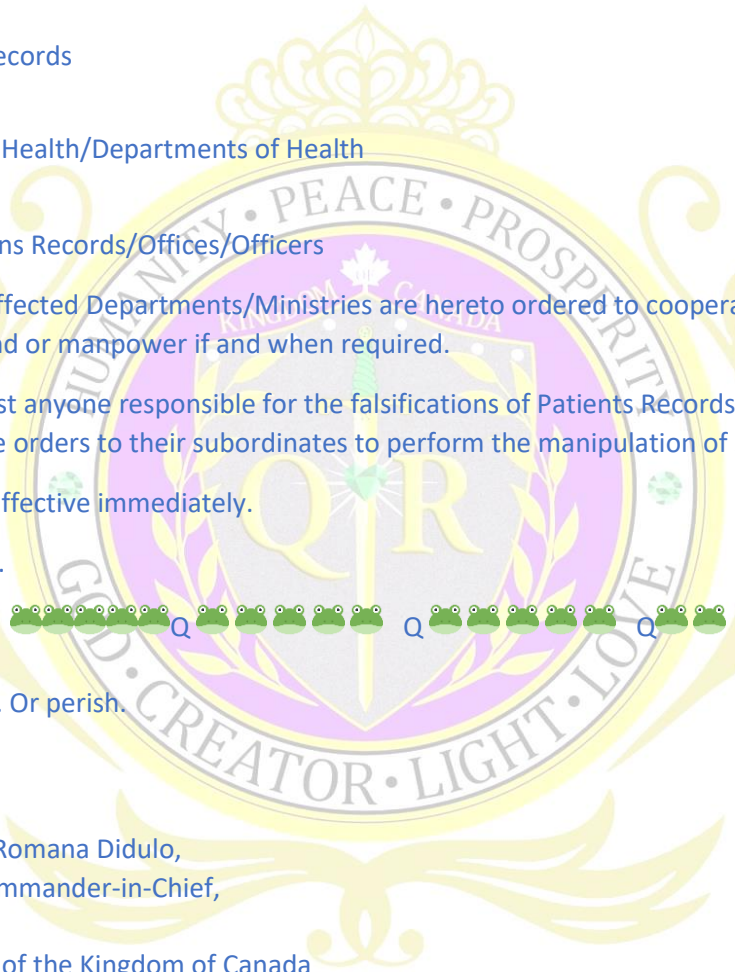 ecords
Health/Departments of Health
ns Records/Offices/Officers
ffected Departments/Ministries are hereto ordered to coopera
nd or manpower if and when required.
st anyone responsible for the falsifications of Patients Records
e orders to their subordinates to perform the manipulation of
ffective immediately.
.
🐸🐸🐸🐸🐸Q🐸🐸🐸🐸🐸 Q🐸🐸🐸🐸🐸 Q🐸🐸
. Or perish.
Romana Didulo,
mmander-in-Chief,
of the Kingdom of Canada
HUMANITY • PEACE • PROSPERITY
KINGDOM CANADA
QR
GOD • CREATOR • LIGHT • LOVE